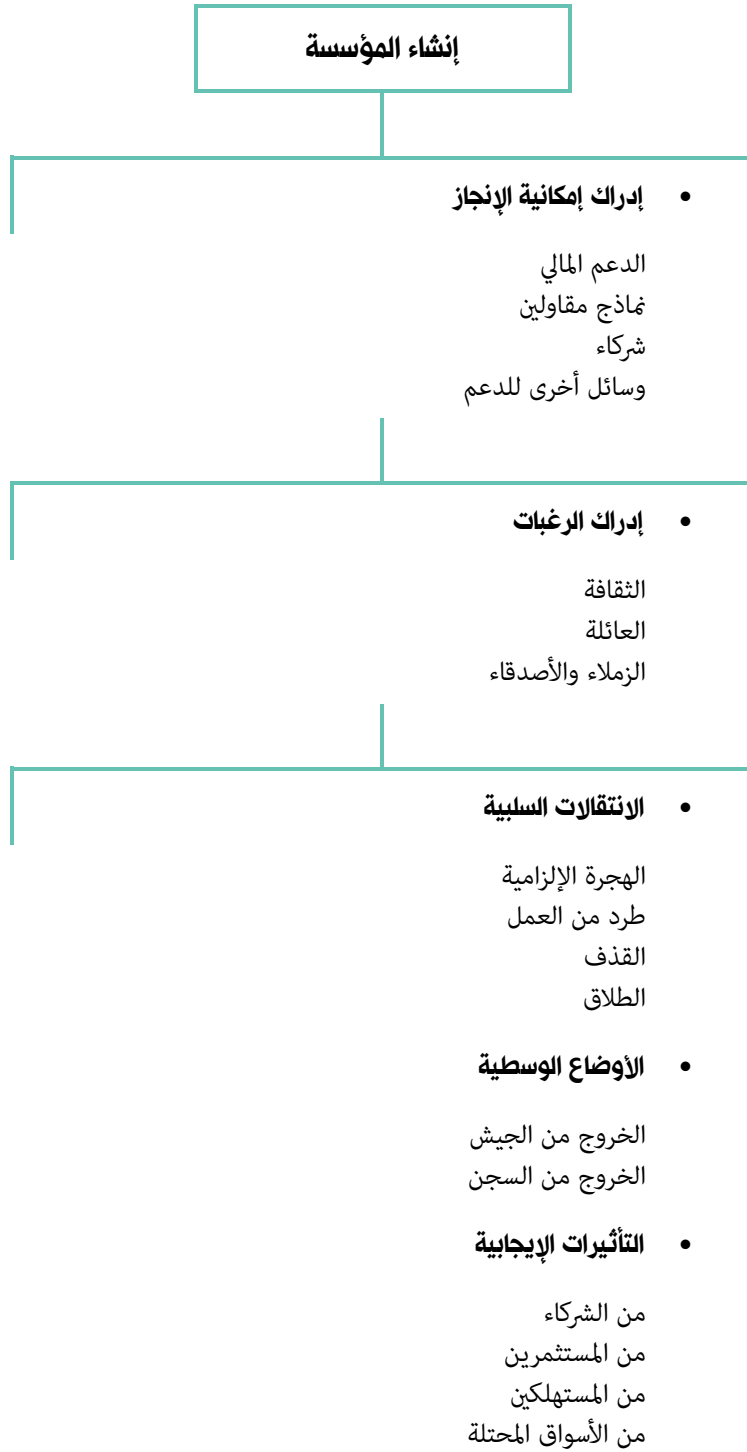 إنشاء المؤسسة
• إدراك إمكانية الإنجاز
الدعم المالي
نماذج مقاولين
شركاء
وسائل أخرى للدعم
• إدراك الرغبات
الثقافة
العائلة
الزملاء والأصدقاء
• الانتقالات السلبية
الهجرة الإلزامية
طرد من العمل
القذف
الطلاق
• الأوضاع الوسطية
الخروج من الجيش
الخروج من السجن
• التأثيرات الإيجابية
من الشركاء
من المستثمرين
من المستهلكين
من الأسواق المحتلة